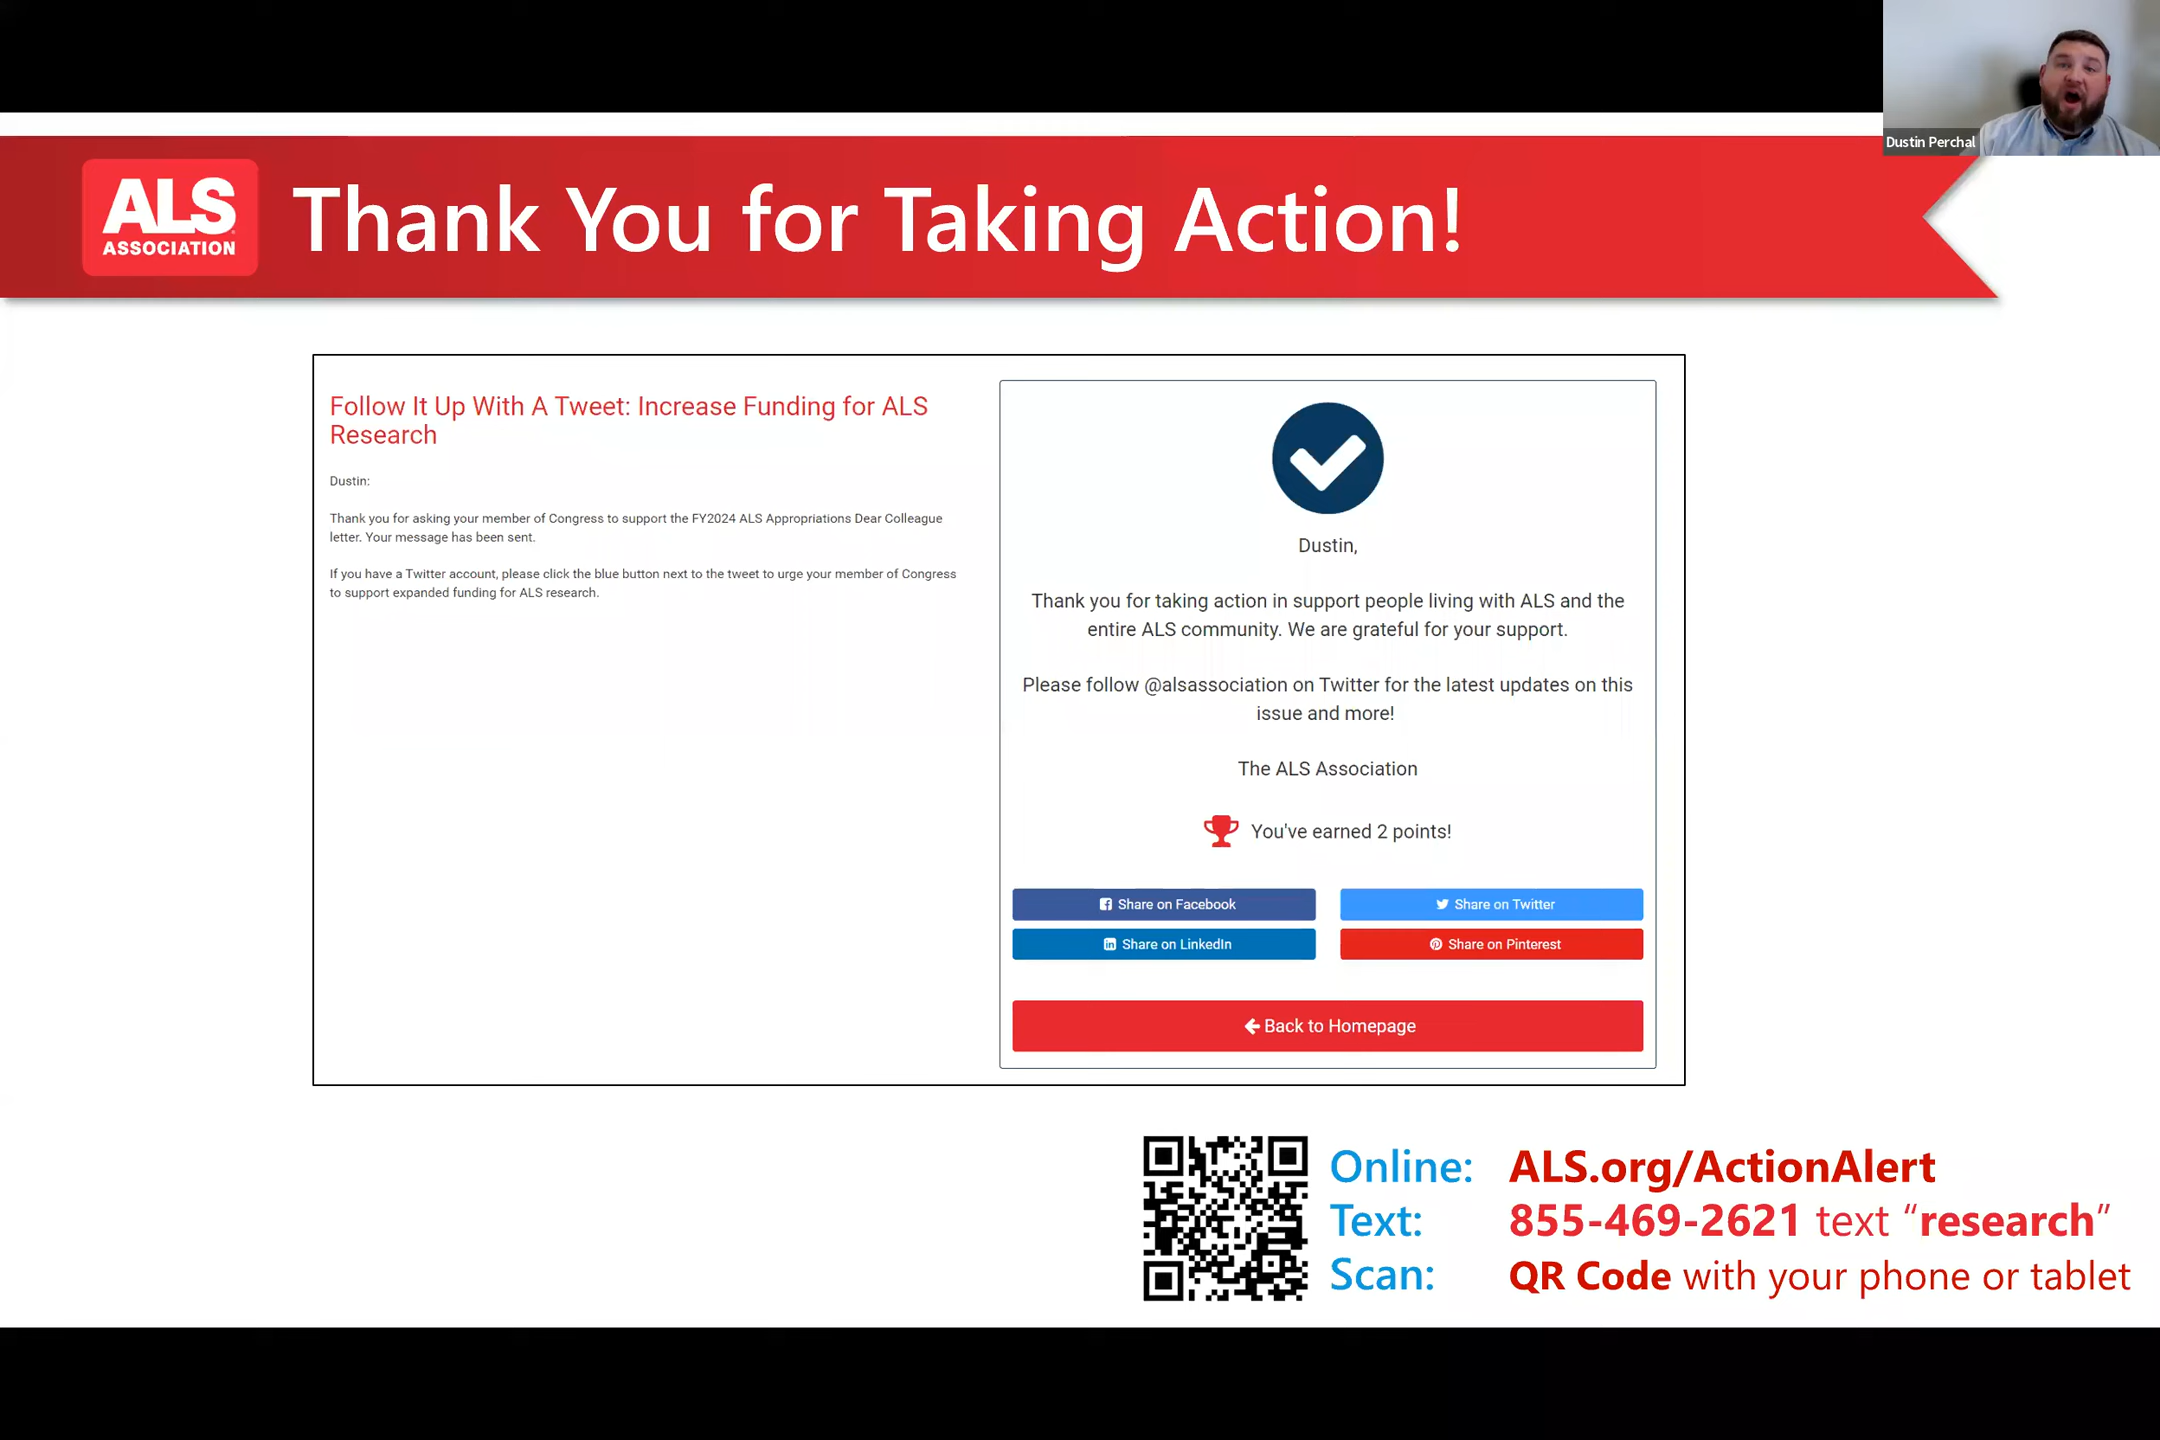 Dustin Perchal
ALS
ASSOCIATION
Thank You for Taking Action!
Follow It Up With A Tweet: Increase Funding for ALS
Research
Dustin:
Thank you for asking your member of Congress to support the FY2024 ALS Appropriations Dear Colleague
letter. Your message has been sent.
If you have a Twitter account, please click the blue button next to the tweet to urge your member of Congress
to support expanded funding for ALS research.
Dustin,
Thank you for taking action in support people living with ALS and the
entire ALS community. We are grateful for your support.
Please follow @alsassociation on Twitter for the latest updates on this
issue and more!
The ALS Association
You've earned 2 points!
Share on Facebook
Share on Twitter
Share on LinkedIn
Share on Pinterest
Back to Homepage
Online: ALS.org/ActionAlert
Text: 855-469-2621 text “research”
Scan: QR Code with your phone or tablet